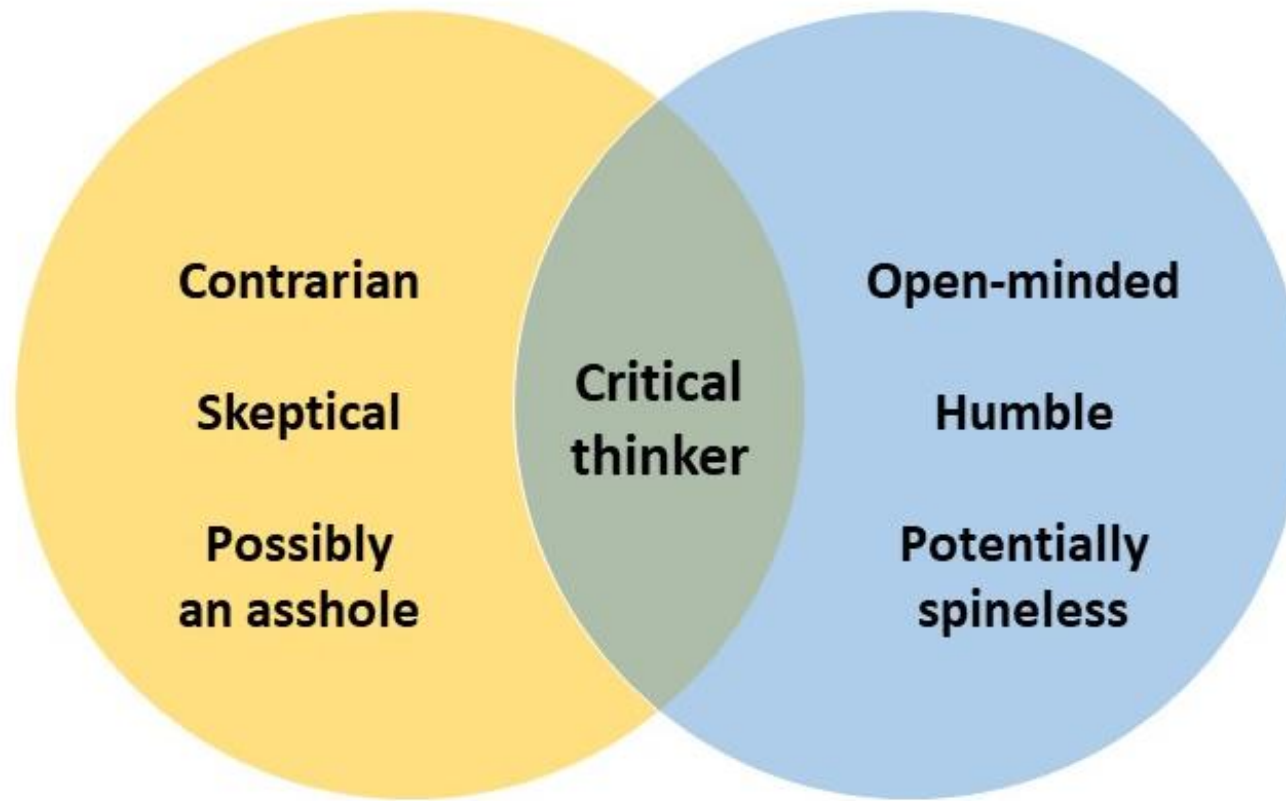 Contrarian
Skeptical
Possibly
an asshole
Critical
thinker
Open-minded
Humble
Potentially
spineless